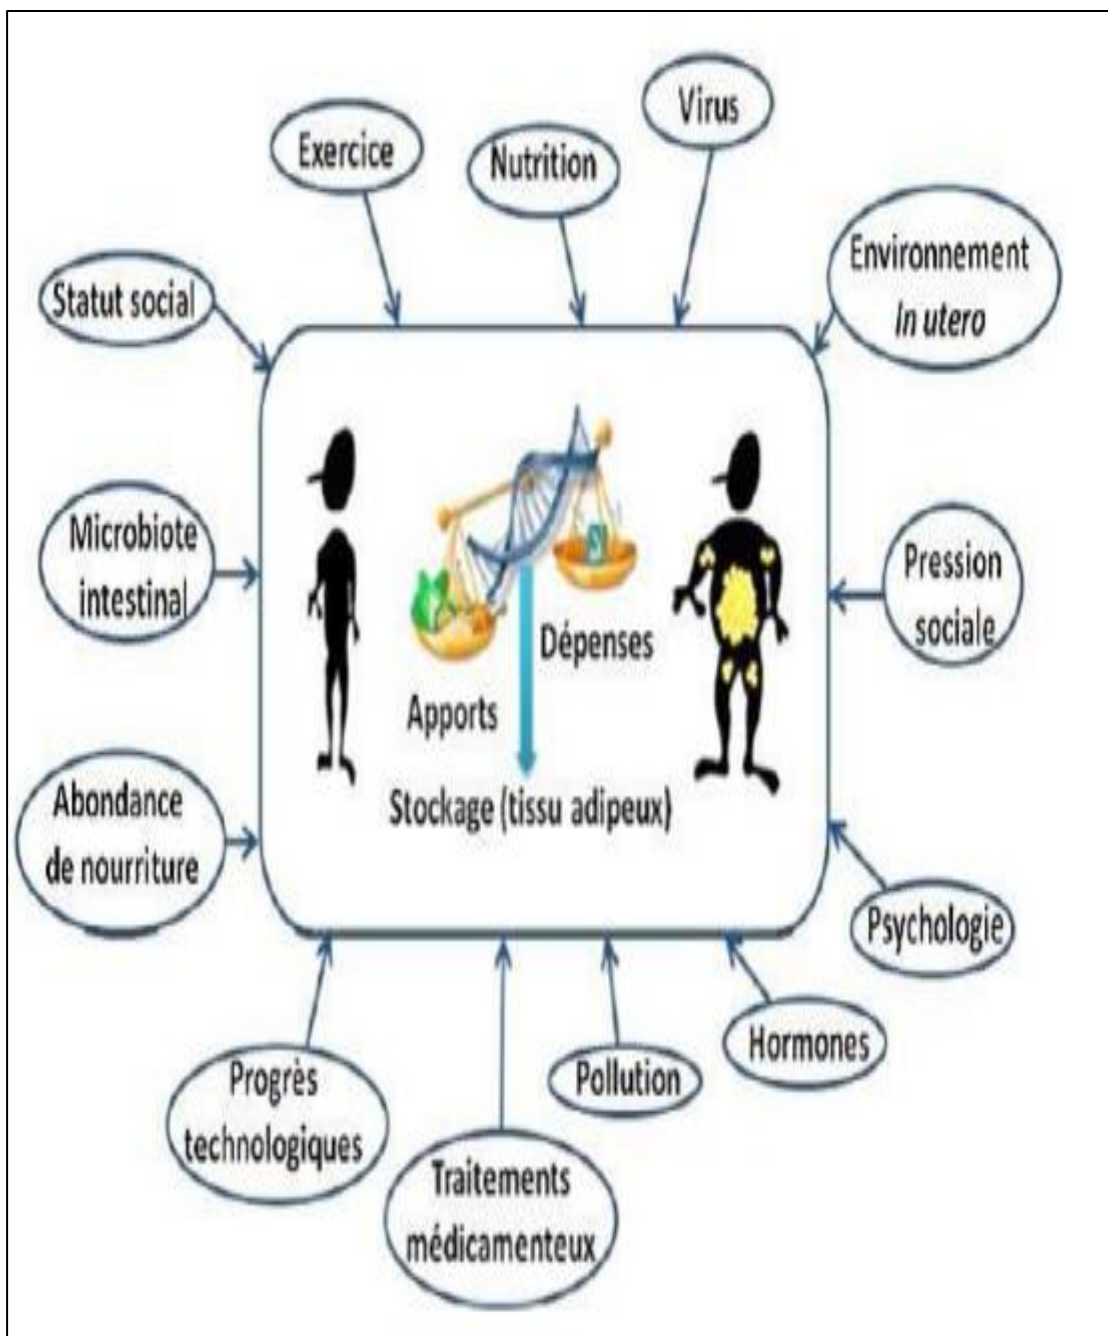 Virus
Exercice
Nutrition
Environnement
In utero
Statut social
Microbiote
intestinal
Pression
sociale
Dépenses
Apports
Stockage (tissu adipeux)
Abondance
de nourriture
Psychologie
Hormones
Progrès
technologiques
Pollution
Traitements
médicamenteux